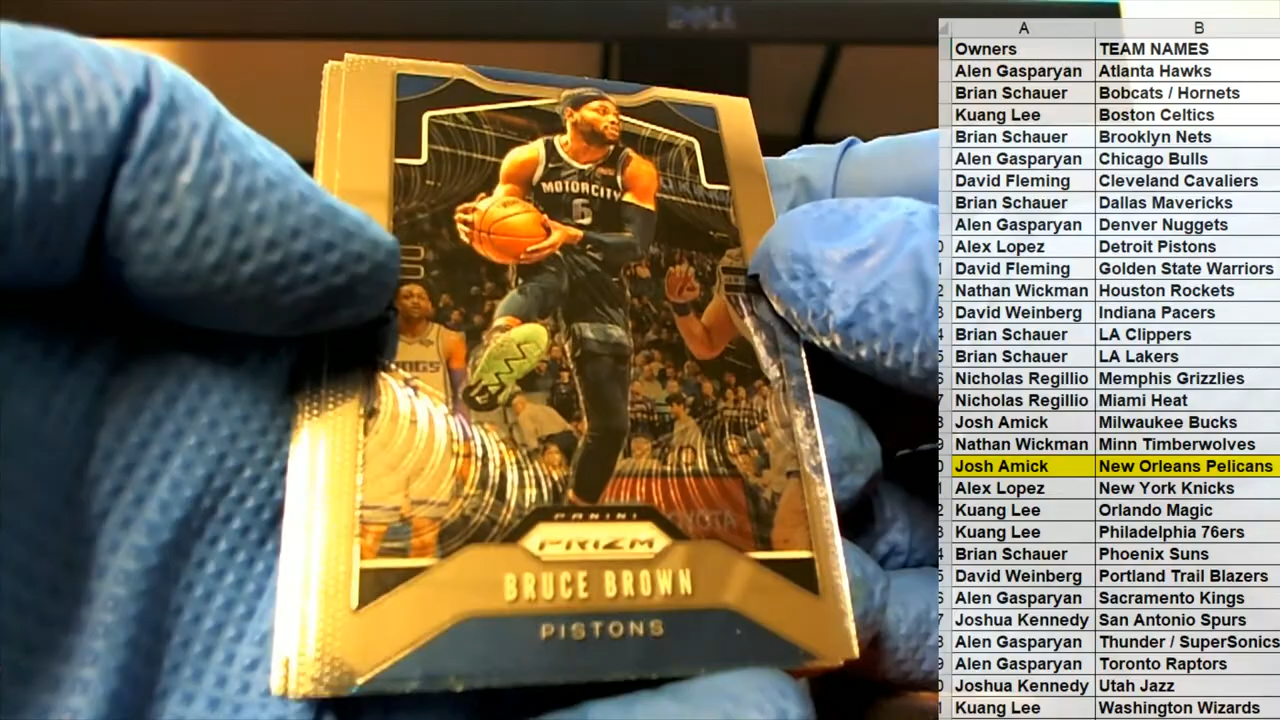 DELL
MOTORCITY
6
PANINI
PRIZM
BRUCE BROWN
PISTONS
A B
Owners TEAM NAMES
Alen Gasparyan Atlanta Hawks
Brian Schauer Bobcats / Hornets
Kuang Lee Boston Celtics
Brian Schauer Brooklyn Nets
Alen Gasparyan Chicago Bulls
David Fleming Cleveland Cavaliers
Brian Schauer Dallas Mavericks
Alen Gasparyan Denver Nuggets
Alex Lopez Detroit Pistons
David Fleming Golden State Warriors
Nathan Wickman Houston Rockets
David Weinberg Indiana Pacers
Brian Schauer LA Clippers
Brian Schauer LA Lakers
Nicholas Regillio Memphis Grizzlies
Nicholas Regillio Miami Heat
Josh Amick Milwaukee Bucks
Nathan Wickman Minn Timberwolves
Josh Amick New Orleans Pelicans
Alex Lopez New York Knicks
Kuang Lee Orlando Magic
Kuang Lee Philadelphia 76ers
Brian Schauer Phoenix Suns
David Weinberg Portland Trail Blazers
Alen Gasparyan Sacramento Kings
Joshua Kennedy San Antonio Spurs
Alen Gasparyan Thunder / SuperSonics
Alen Gasparyan Toronto Raptors
Joshua Kennedy Utah Jazz
Kuang Lee Washington Wizards